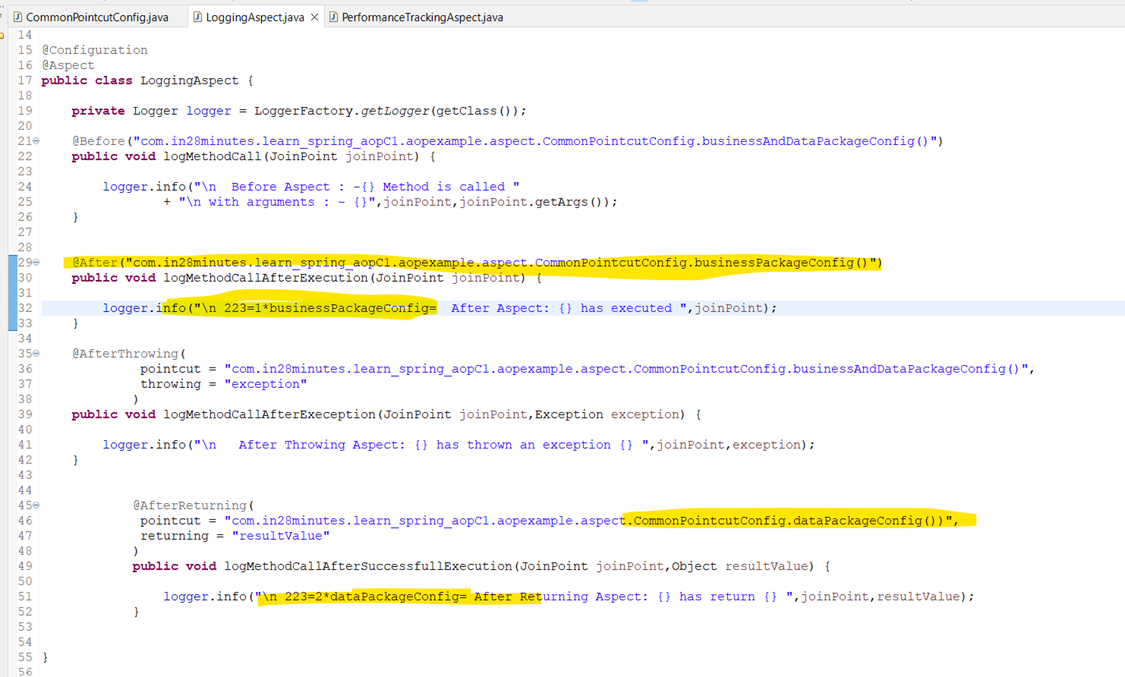 CommonPointcutConfig.java LoggingAspect.java PerformanceTrackingAspect.java
14
15 @Configuration
16 @Aspect
17 public class LoggingAspect {
18
19 private Logger logger = LoggerFactory.getLogger(getClass());
20
21 @Before("com.in28minutes.learn_spring_aopC1.aopexample.aspect.CommonPointcutConfig.businessAndDataPackageConfig()")
22 public void logMethodCall(JoinPoint joinPoint) {
23
24 logger.info("\n  Before Aspect : -{} Method is called "
25 + "\n with arguments : - {}",joinPoint,joinPoint.getArgs());
26 }
27
28
29 @After("com.in28minutes.learn_spring_aopC1.aopexample.aspect.CommonPointcutConfig.businessPackageConfig()")
30 public void logMethodCallAfterExecution(JoinPoint joinPoint) {
31
32 logger.info("\n 223=1*businessPackageConfig=  After Aspect: {} has executed ",joinPoint);
33 }
34
35 @AfterThrowing(
36 pointcut = "com.in28minutes.learn_spring_aopC1.aopexample.aspect.CommonPointcutConfig.businessAndDataPackageConfig()",
37 throwing = "exception"
38 )
39 public void logMethodCallAfterExeception(JoinPoint joinPoint,Exception exception) {
40
41 logger.info("\n   After Throwing Aspect: {} has thrown an exception {} ",joinPoint,exception);
42 }
43
44
45 @AfterReturning(
46 pointcut = "com.in28minutes.learn_spring_aopC1.aopexample.aspect.CommonPointcutConfig.dataPackageConfig())",
47 returning = "resultValue"
48 )
49 public void logMethodCallAfterSuccessfullExecution(JoinPoint joinPoint,Object resultValue) {
50
51 logger.info("\n 223=2*dataPackageConfig= After Returning Aspect: {} has return {} ",joinPoint,resultValue);
52 }
53
54
55 }
56